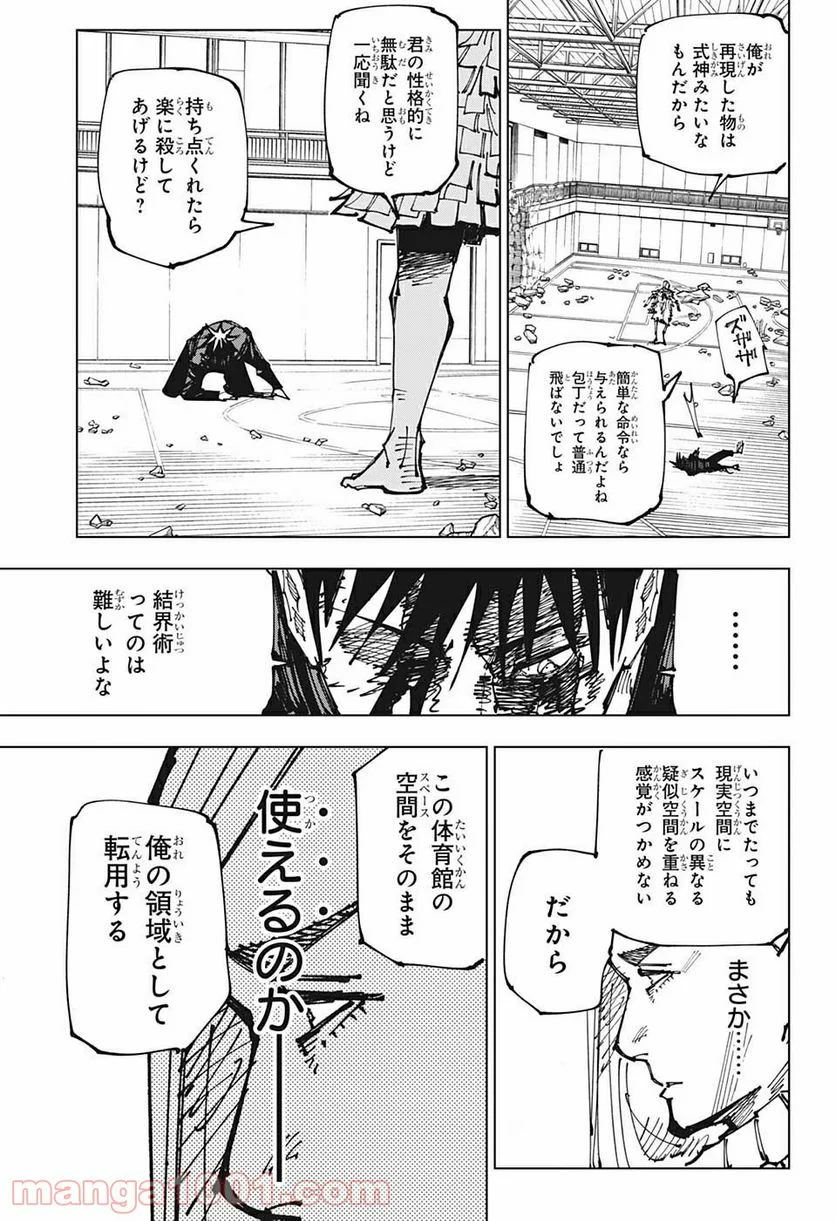 俺が
再現した物は
式神みたいな
もんだから
ズギギ
簡単な命令なら
与えられるんだよね
包丁だって普通
飛ばないでしょ
君の性格的に
無駄だと思うけど
一応聞くね
持ち点くれたら
楽に殺して
あげるけど?
……
結界術
ってのは
難しいよな
いつまでたっても
現実空間に
スケールの異なる
疑似空間を重ねる
感覚がつかめない
だから
まさか……
この体育館の
空間をそのまま
使えるのか──
俺の領域として
転用する
manga1001.com